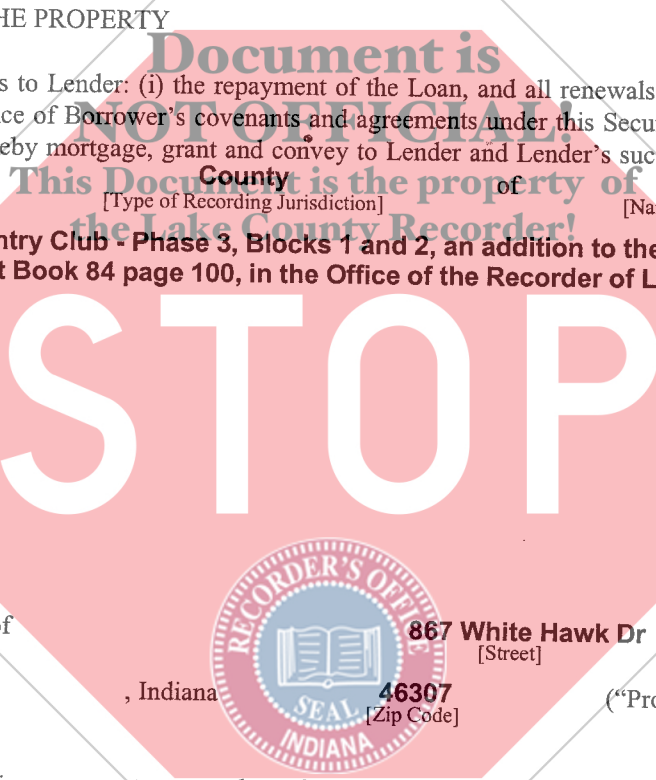 HE PROPERTY
Document is
s to Lender: (i) the repayment of the Loan, and all renewals
ce of Borrower's covenants and agreements under this Secu
NOT OFFICIAL!
eby mortgage, grant and convey to Lender and Lender's suc
County of
This Document is the property of
[Type of Recording Jurisdiction] [Na
the Lake County Recorder!
ntry Club - Phase 3, Blocks 1 and 2, an addition to the
t Book 84 page 100, in the Office of the Recorder of L
STOP
RECORDER'S OFFICE
of 867 White Hawk Dr
[Street]
, Indiana 46307 ("Pro
SEAL
[Zip Code]
INDIANA